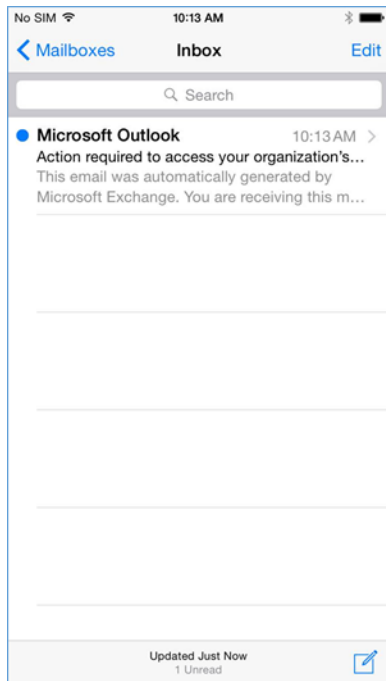 No SIM 10:13 AM
Mailboxes Inbox Edit
Search
Microsoft Outlook 10:13 AM
Action required to access your organization's...
This email was automatically generated by
Microsoft Exchange. You are receiving this m...
Updated Just Now
1 Unread